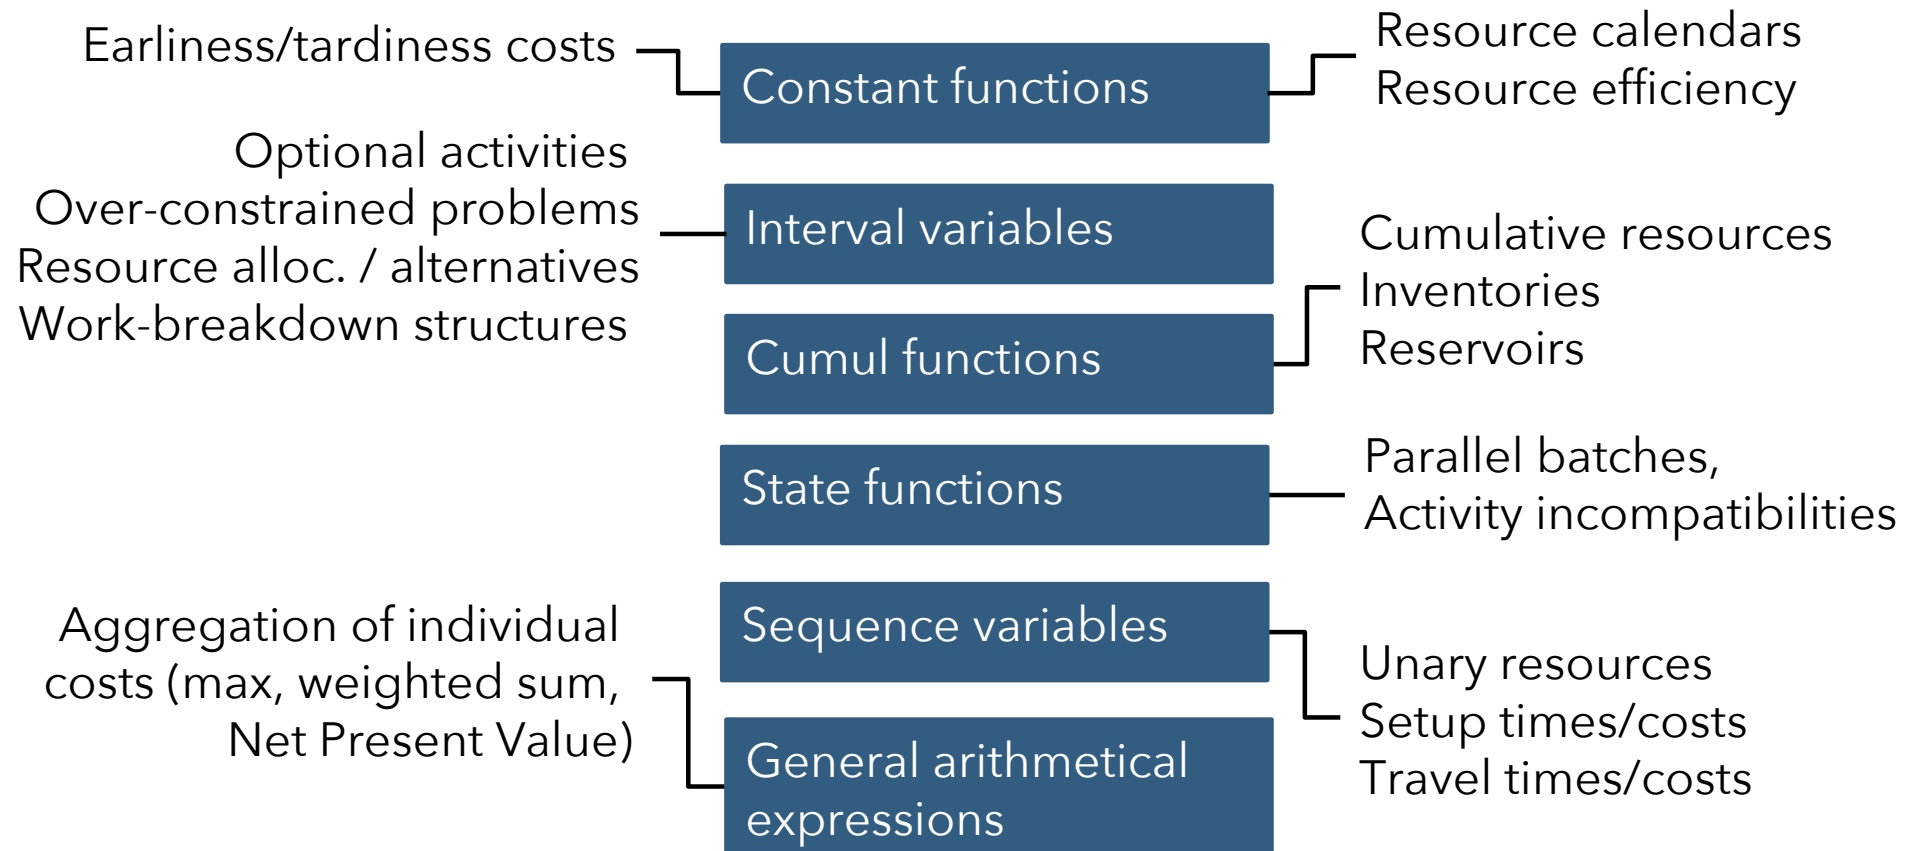 Earliness/tardiness costs
Constant functions
Resource calendars
Resource efficiency
Optional activities
Over-constrained problems
Resource alloc. / alternatives
Work-breakdown structures
Interval variables
Cumul functions
Cumulative resources
Inventories
Reservoirs
State functions
Parallel batches,
Activity incompatibilities
Sequence variables
Unary resources
Setup times/costs
Travel times/costs
Aggregation of individual
costs (max, weighted sum,
Net Present Value)
General arithmetical
expressions